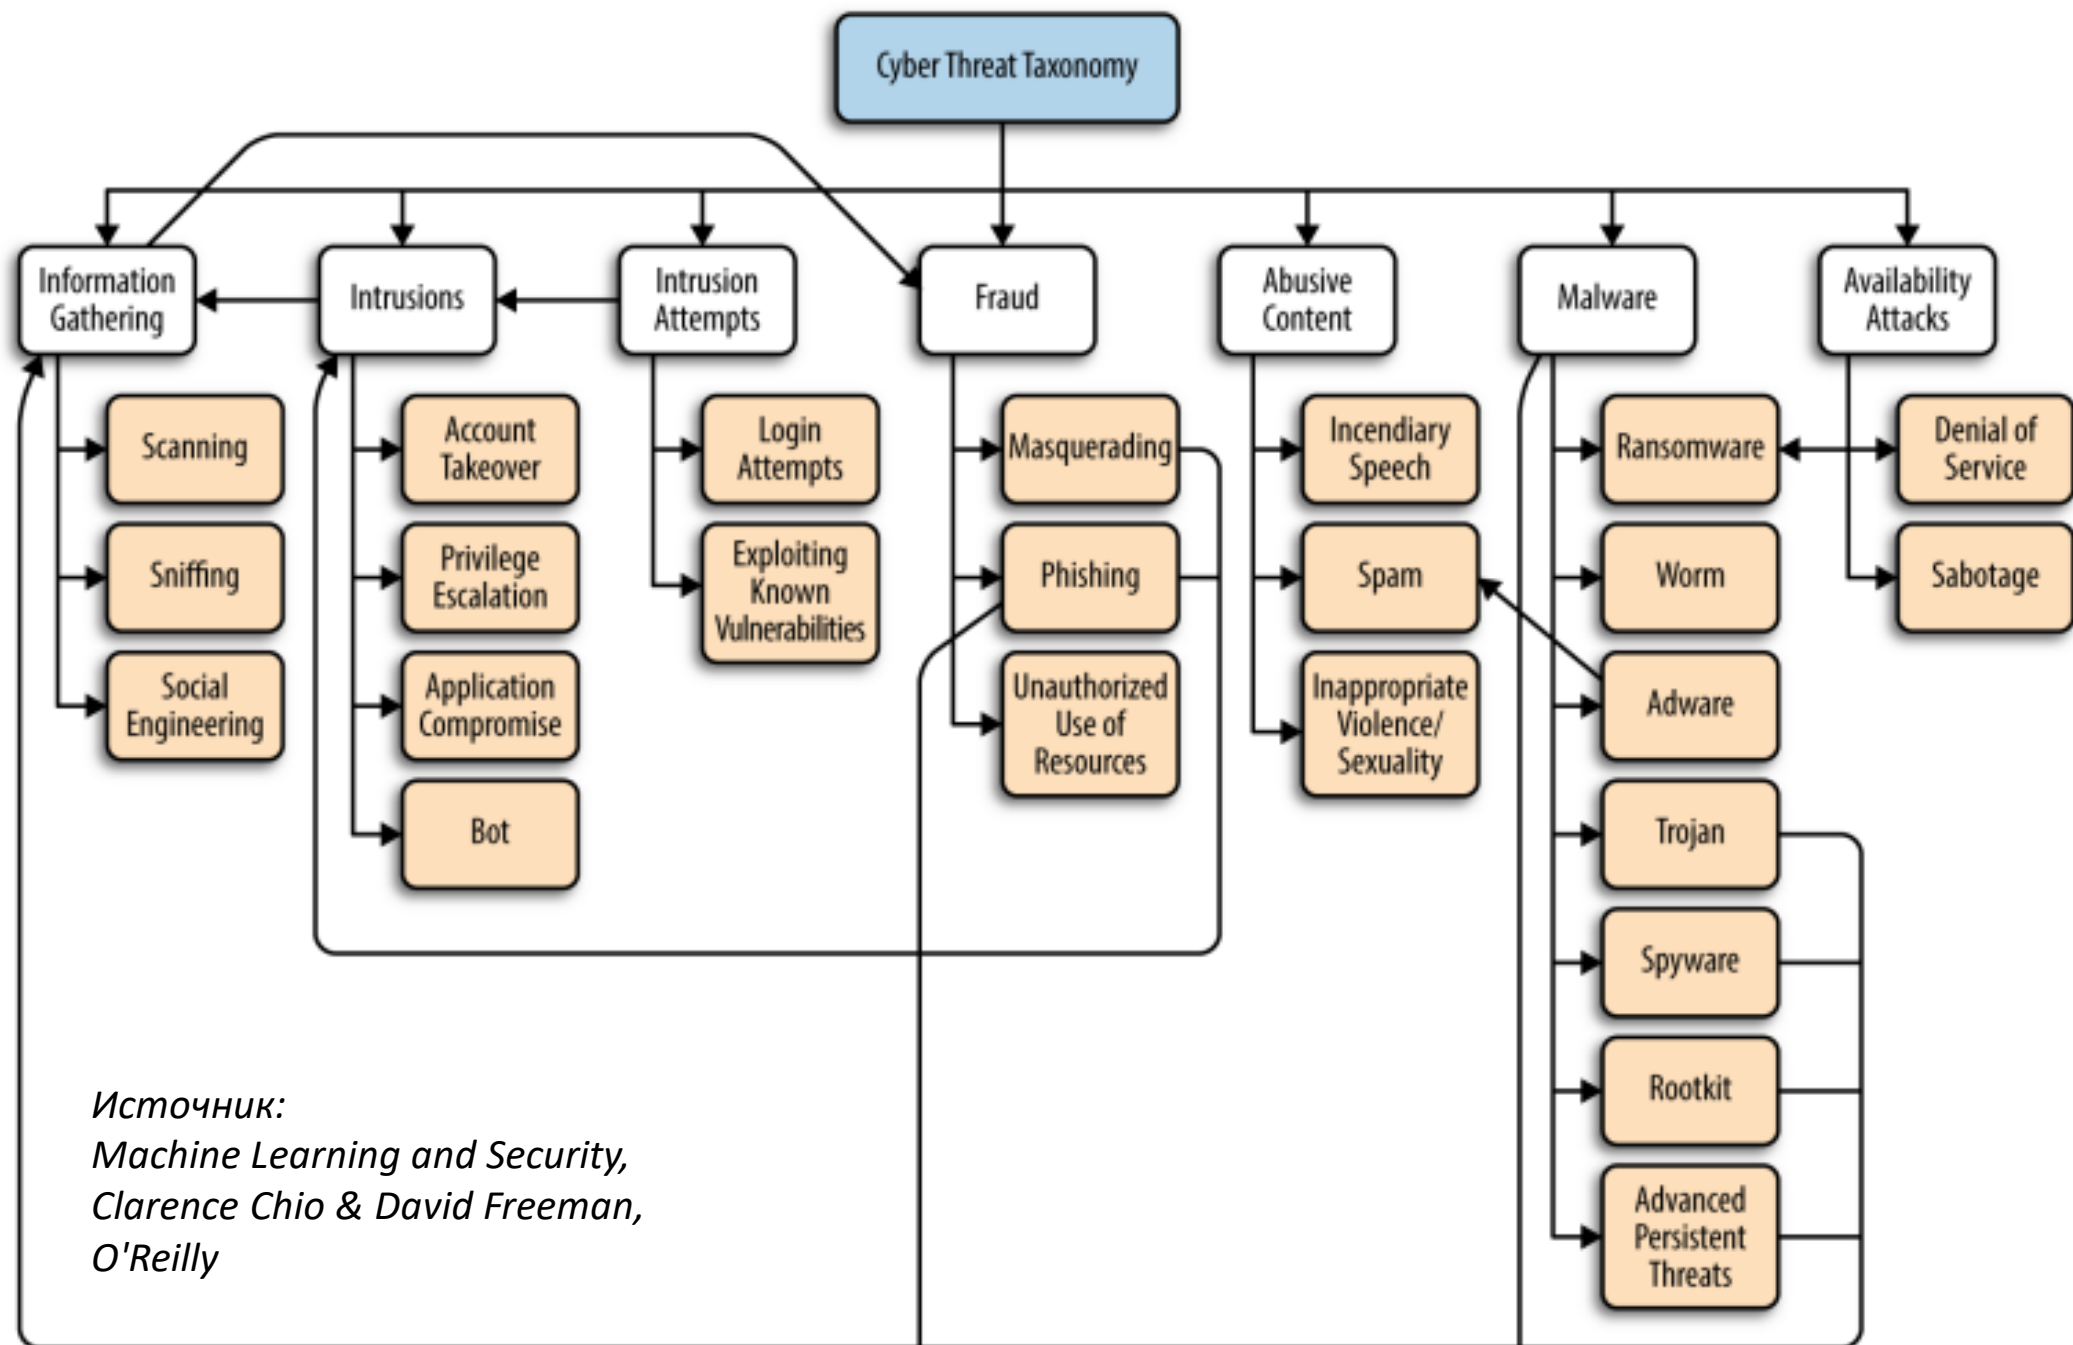 Cyber Threat Taxonomy
Information
Gathering
Intrusions
Intrusion
Attempts
Fraud
Abusive
Content
Malware
Availability
Attacks
Scanning
Sniffing
Social
Engineering
Account
Takeover
Privilege
Escalation
Application
Compromise
Bot
Login
Attempts
Exploiting
Known
Vulnerabilities
Masquerading
Phishing
Unauthorized
Use of
Resources
Incendiary
Speech
Spam
Inappropriate
Violence/
Sexuality
Ransomware
Worm
Adware
Trojan
Spyware
Rootkit
Advanced
Persistent
Threats
Denial of
Service
Sabotage
Источник:
Machine Learning and Security,
Clarence Chio & David Freeman,
O'Reilly